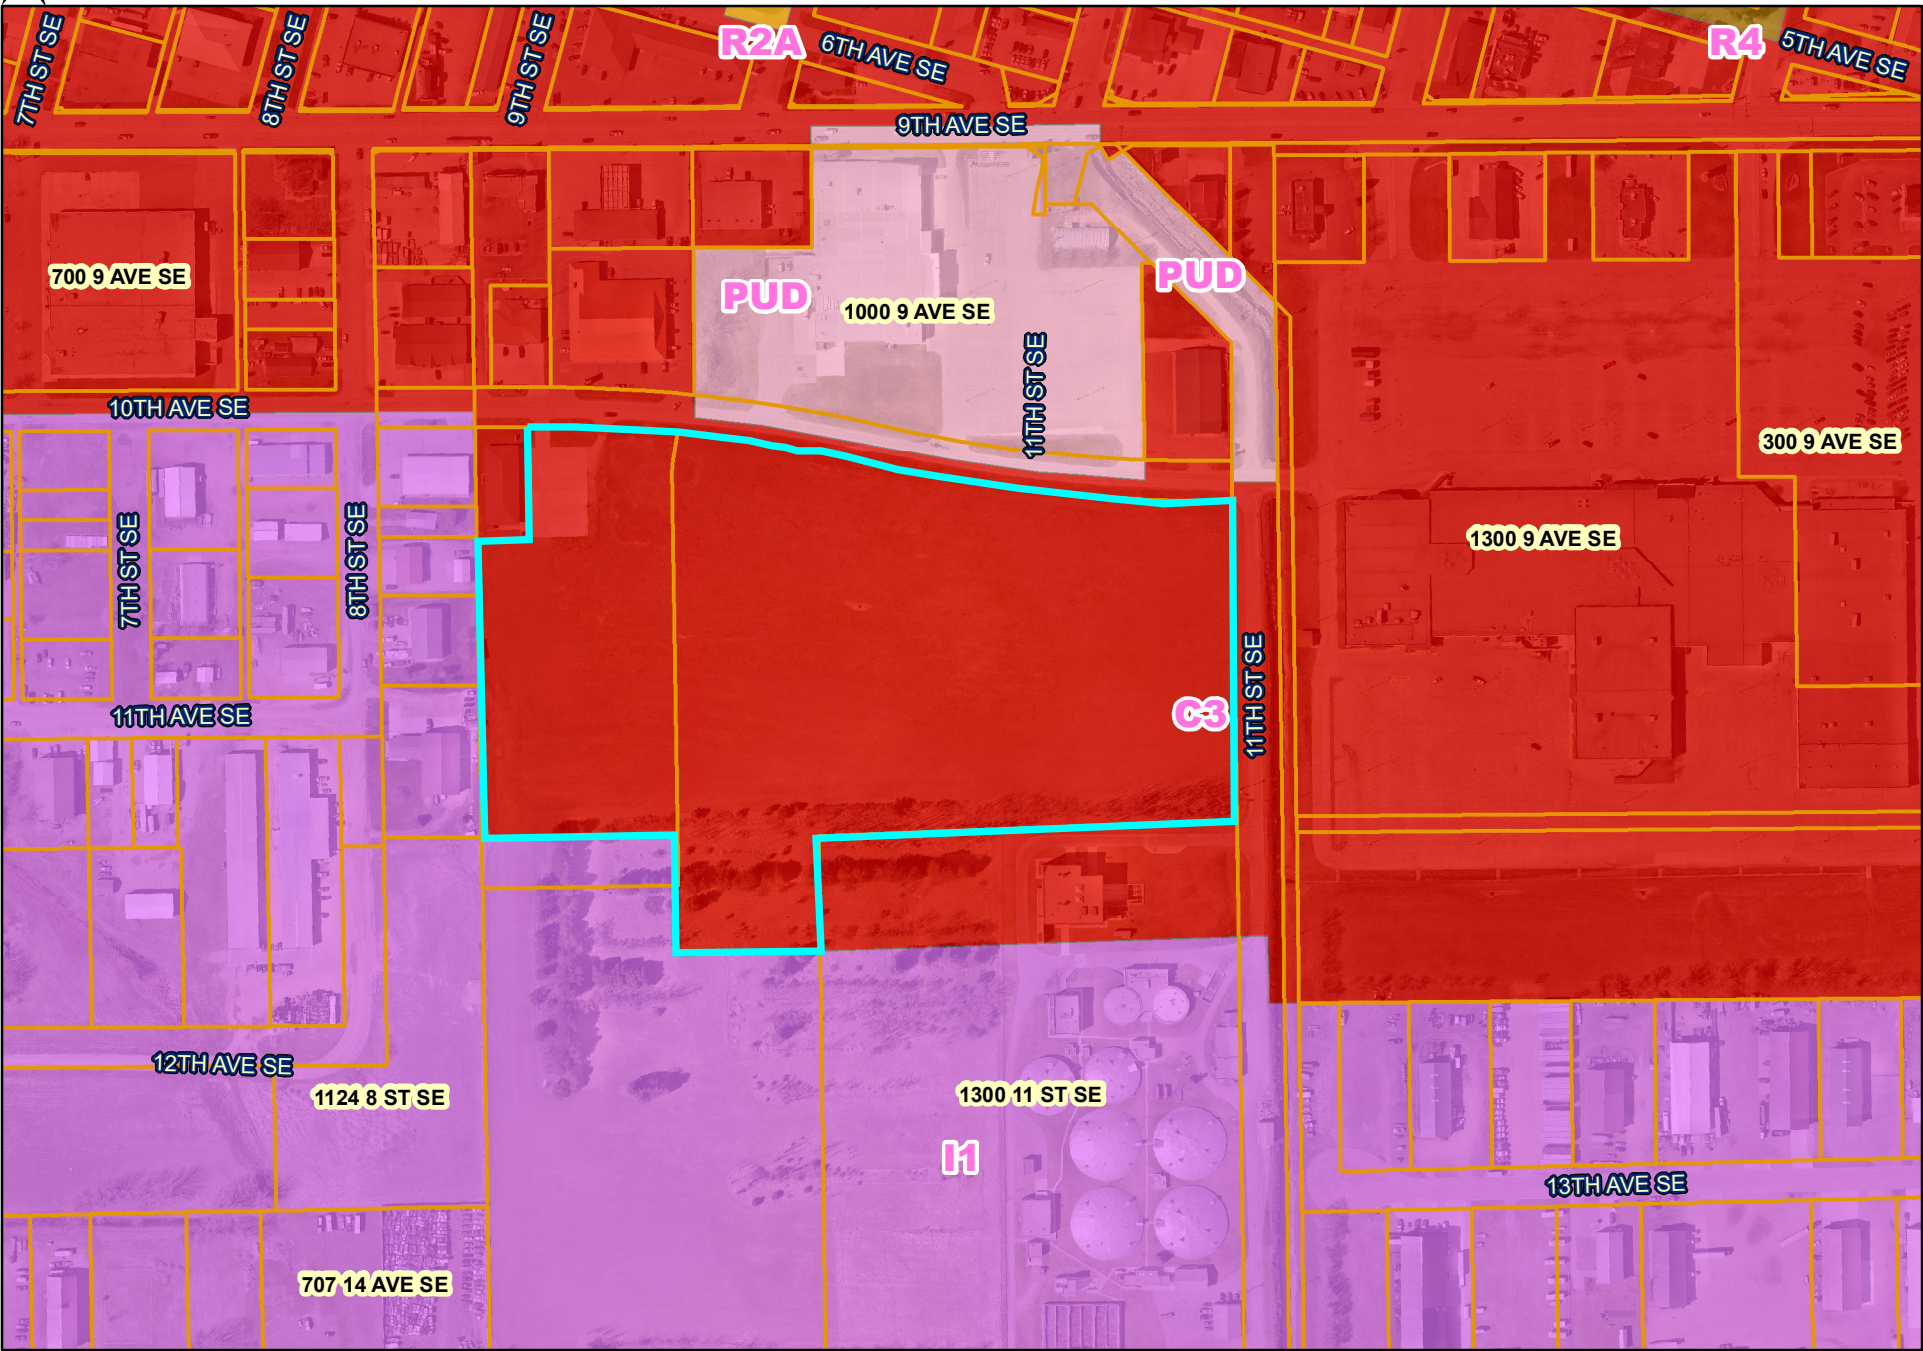 7TH ST SE
8TH ST SE
9TH ST SE
R2A
6TH AVE SE
R4
5TH AVE SE
9TH AVE SE
700 9 AVE SE
PUD
1000 9 AVE SE
PUD
11TH ST SE
10TH AVE SE
300 9 AVE SE
1300 9 AVE SE
7TH ST SE
8TH ST SE
11TH ST SE
C3
11TH AVE SE
12TH AVE SE
1124 8 ST SE
1300 11 ST SE
I1
13TH AVE SE
707 14 AVE SE